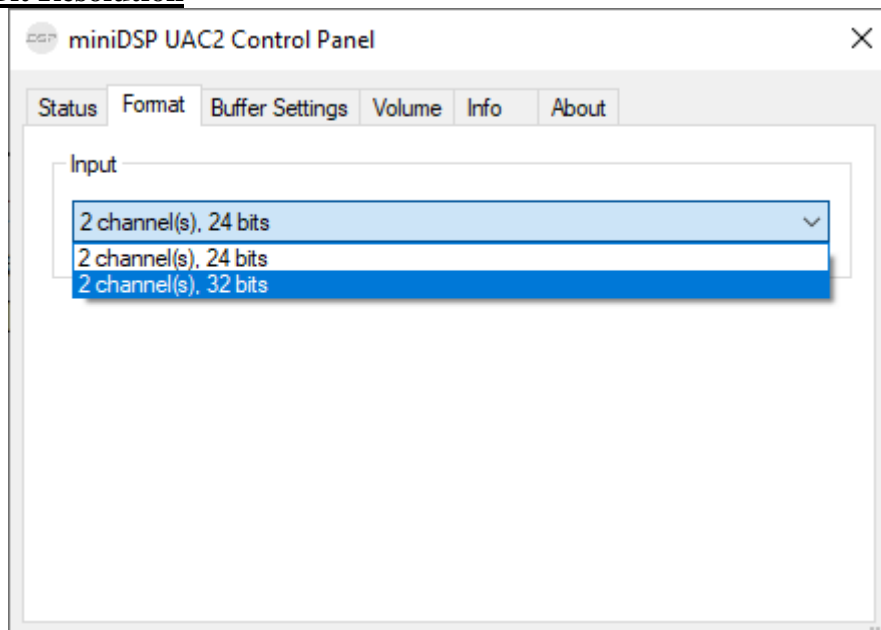 miniDSP UAC2 Control Panel
Status Format Buffer Settings Volume Info About
Input
2 channel(s), 24 bits
2 channel(s), 24 bits
2 channel(s), 32 bits